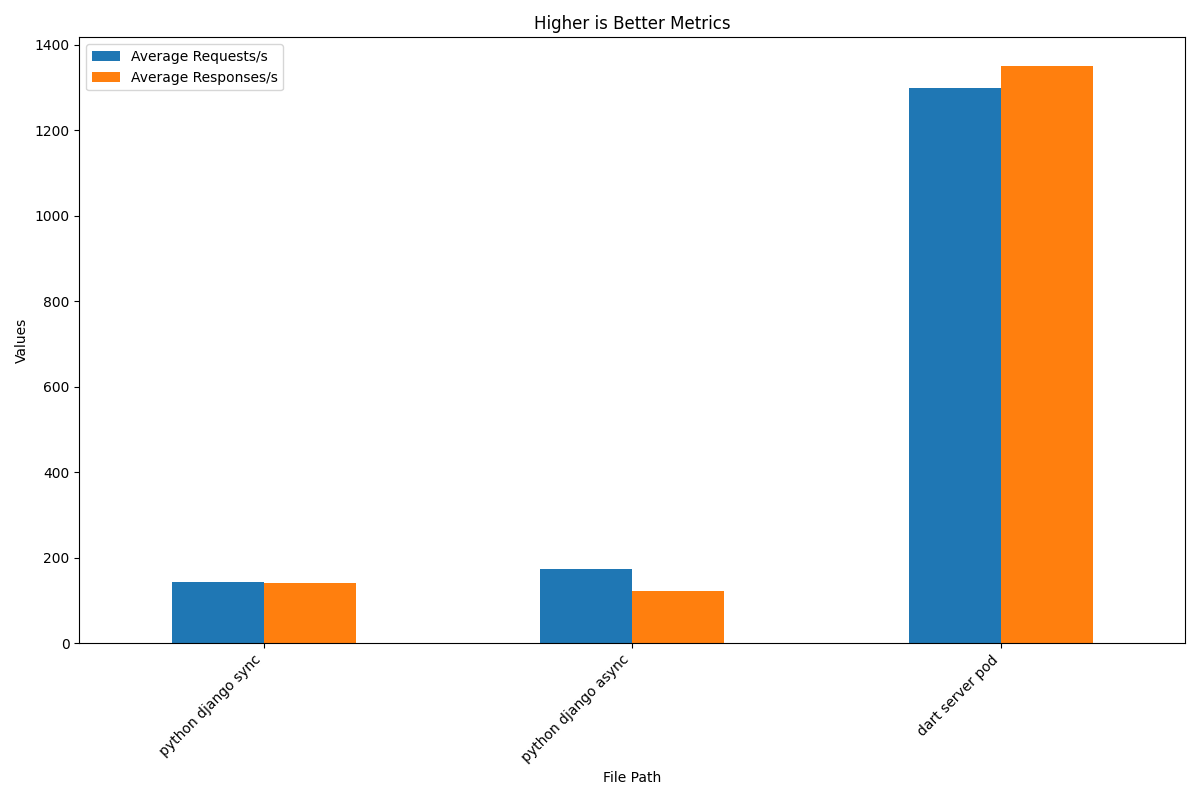 Higher is Better Metrics
Average Requests/s
Average Responses/s
1400
1200
1000
800
600
400
200
0
Values
python django sync
python django async
dart server pod
File Path